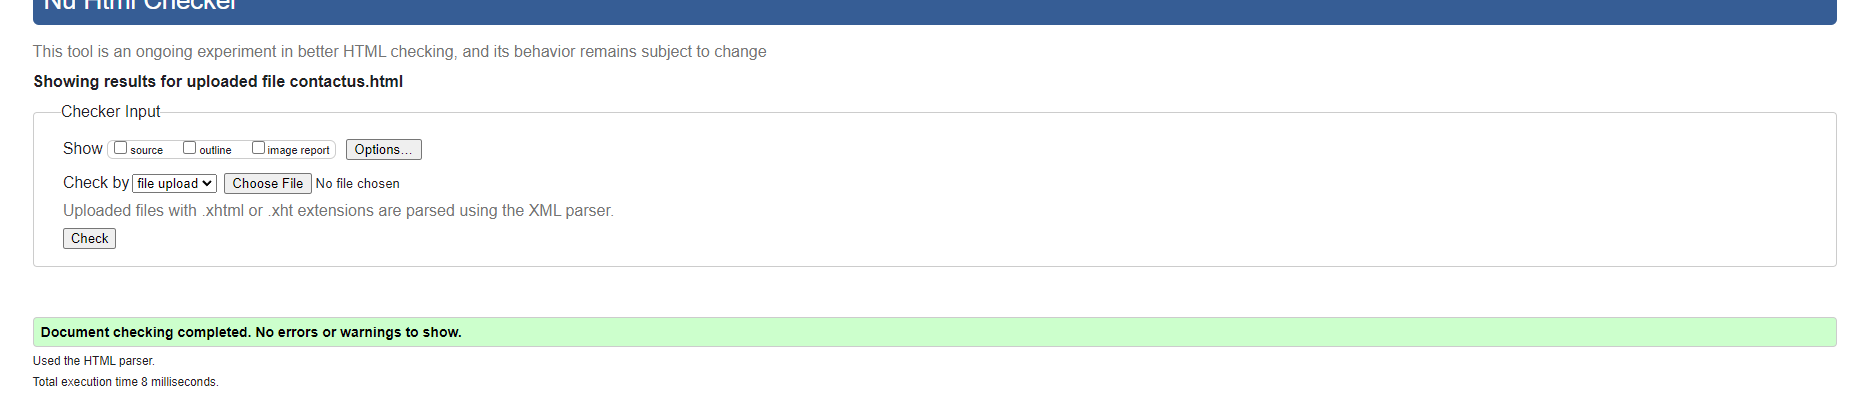 Nu Html Checker
This tool is an ongoing experiment in better HTML checking, and its behavior remains subject to change
Showing results for uploaded file contactus.html
Checker Input
Show source outline image report Options...
Check by file upload Choose File No file chosen
Uploaded files with .xhtml or .xht extensions are parsed using the XML parser.
Check
Document checking completed. No errors or warnings to show.
Used the HTML parser.
Total execution time 8 milliseconds.